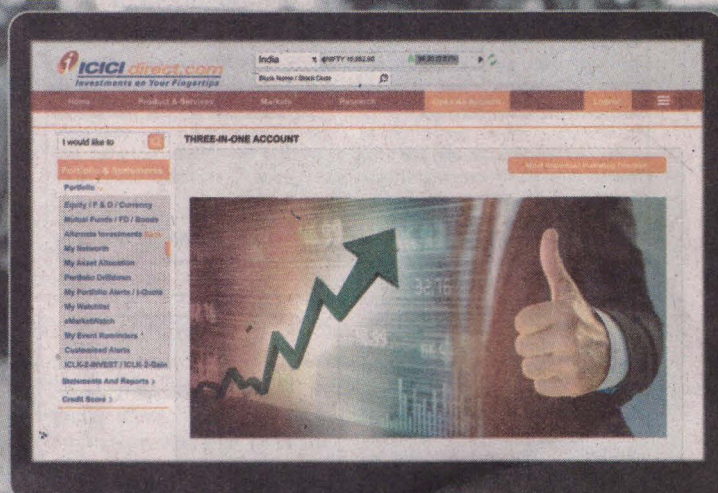 ICICI direct.com
Investments on Your Fingertips
India
NIFTY
Stock Name / Stock Code
Home
Product & Services
Markets
Research
Open An Account
I would like to
THREE-IN-ONE ACCOUNT
Portfolio & Statements
Portfolio
Equity / F & O / Currency
Mutual Funds / FD / Bonds
Alternate Investments
My Networth
My Asset Allocation
Portfolio Drilldown
My Portfolio Alerts / i-Quote
My Watchlist
eMarketWatch
My Event Reminders
Customised Alerts
ICLK-2-INVEST / ICLK-2-Gain
Statements And Reports >
Credit Score >